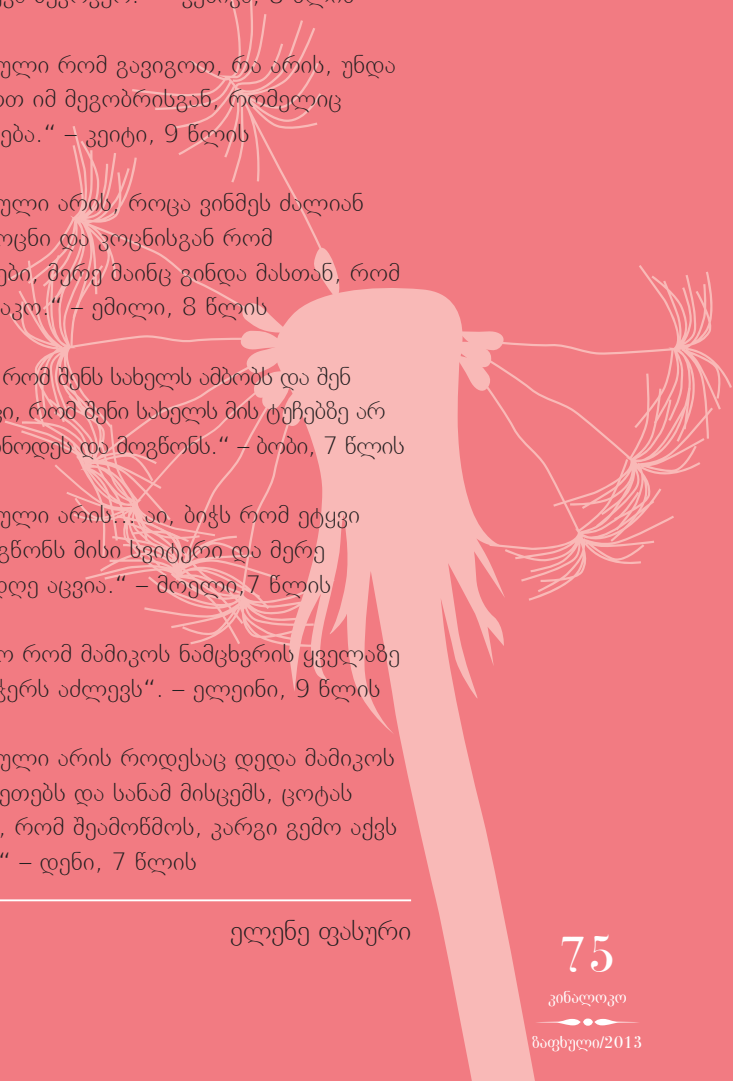 ული რომ გავიგოთ, რა არის, უნდა
ოთ იმ მეგობრისგან, რომელიც
ება.“ – კეიტი, 9 წლის
ული არის, როცა ვინმეს ძალიან
ოცნი და კოცნისგან რომ
ები, მერე მაინც გინდა მასთან, რომ
აკო.“ – ემილი, 8 წლის
რომ შენს სახელს ამბობს და შენ
ვი, რომ შენი სახელს მის ტუჩებზე არ
ნოდეს და მოგწონს.“ – ბობი, 7 წლის
ული არის... აი, ბიჭს რომ ეტყვი
გწონს მისი სვიტერი და მერე
დღე აცვია.“ – მოელი,7 წლის
ო რომ მამიკოს ნამცხვრის ყველაზე
ჭერს აძლევს“. – ელეინი, 9 წლის
ული არის როდესაც დედა მამიკოს
ეთებს და სანამ მისცემს, ცოტას
, რომ შეამოწმოს, კარგი გემო აქვს
“ – დენი, 7 წლის
ელენე ფასური
75
კინალოკო
ზაფხული/2013